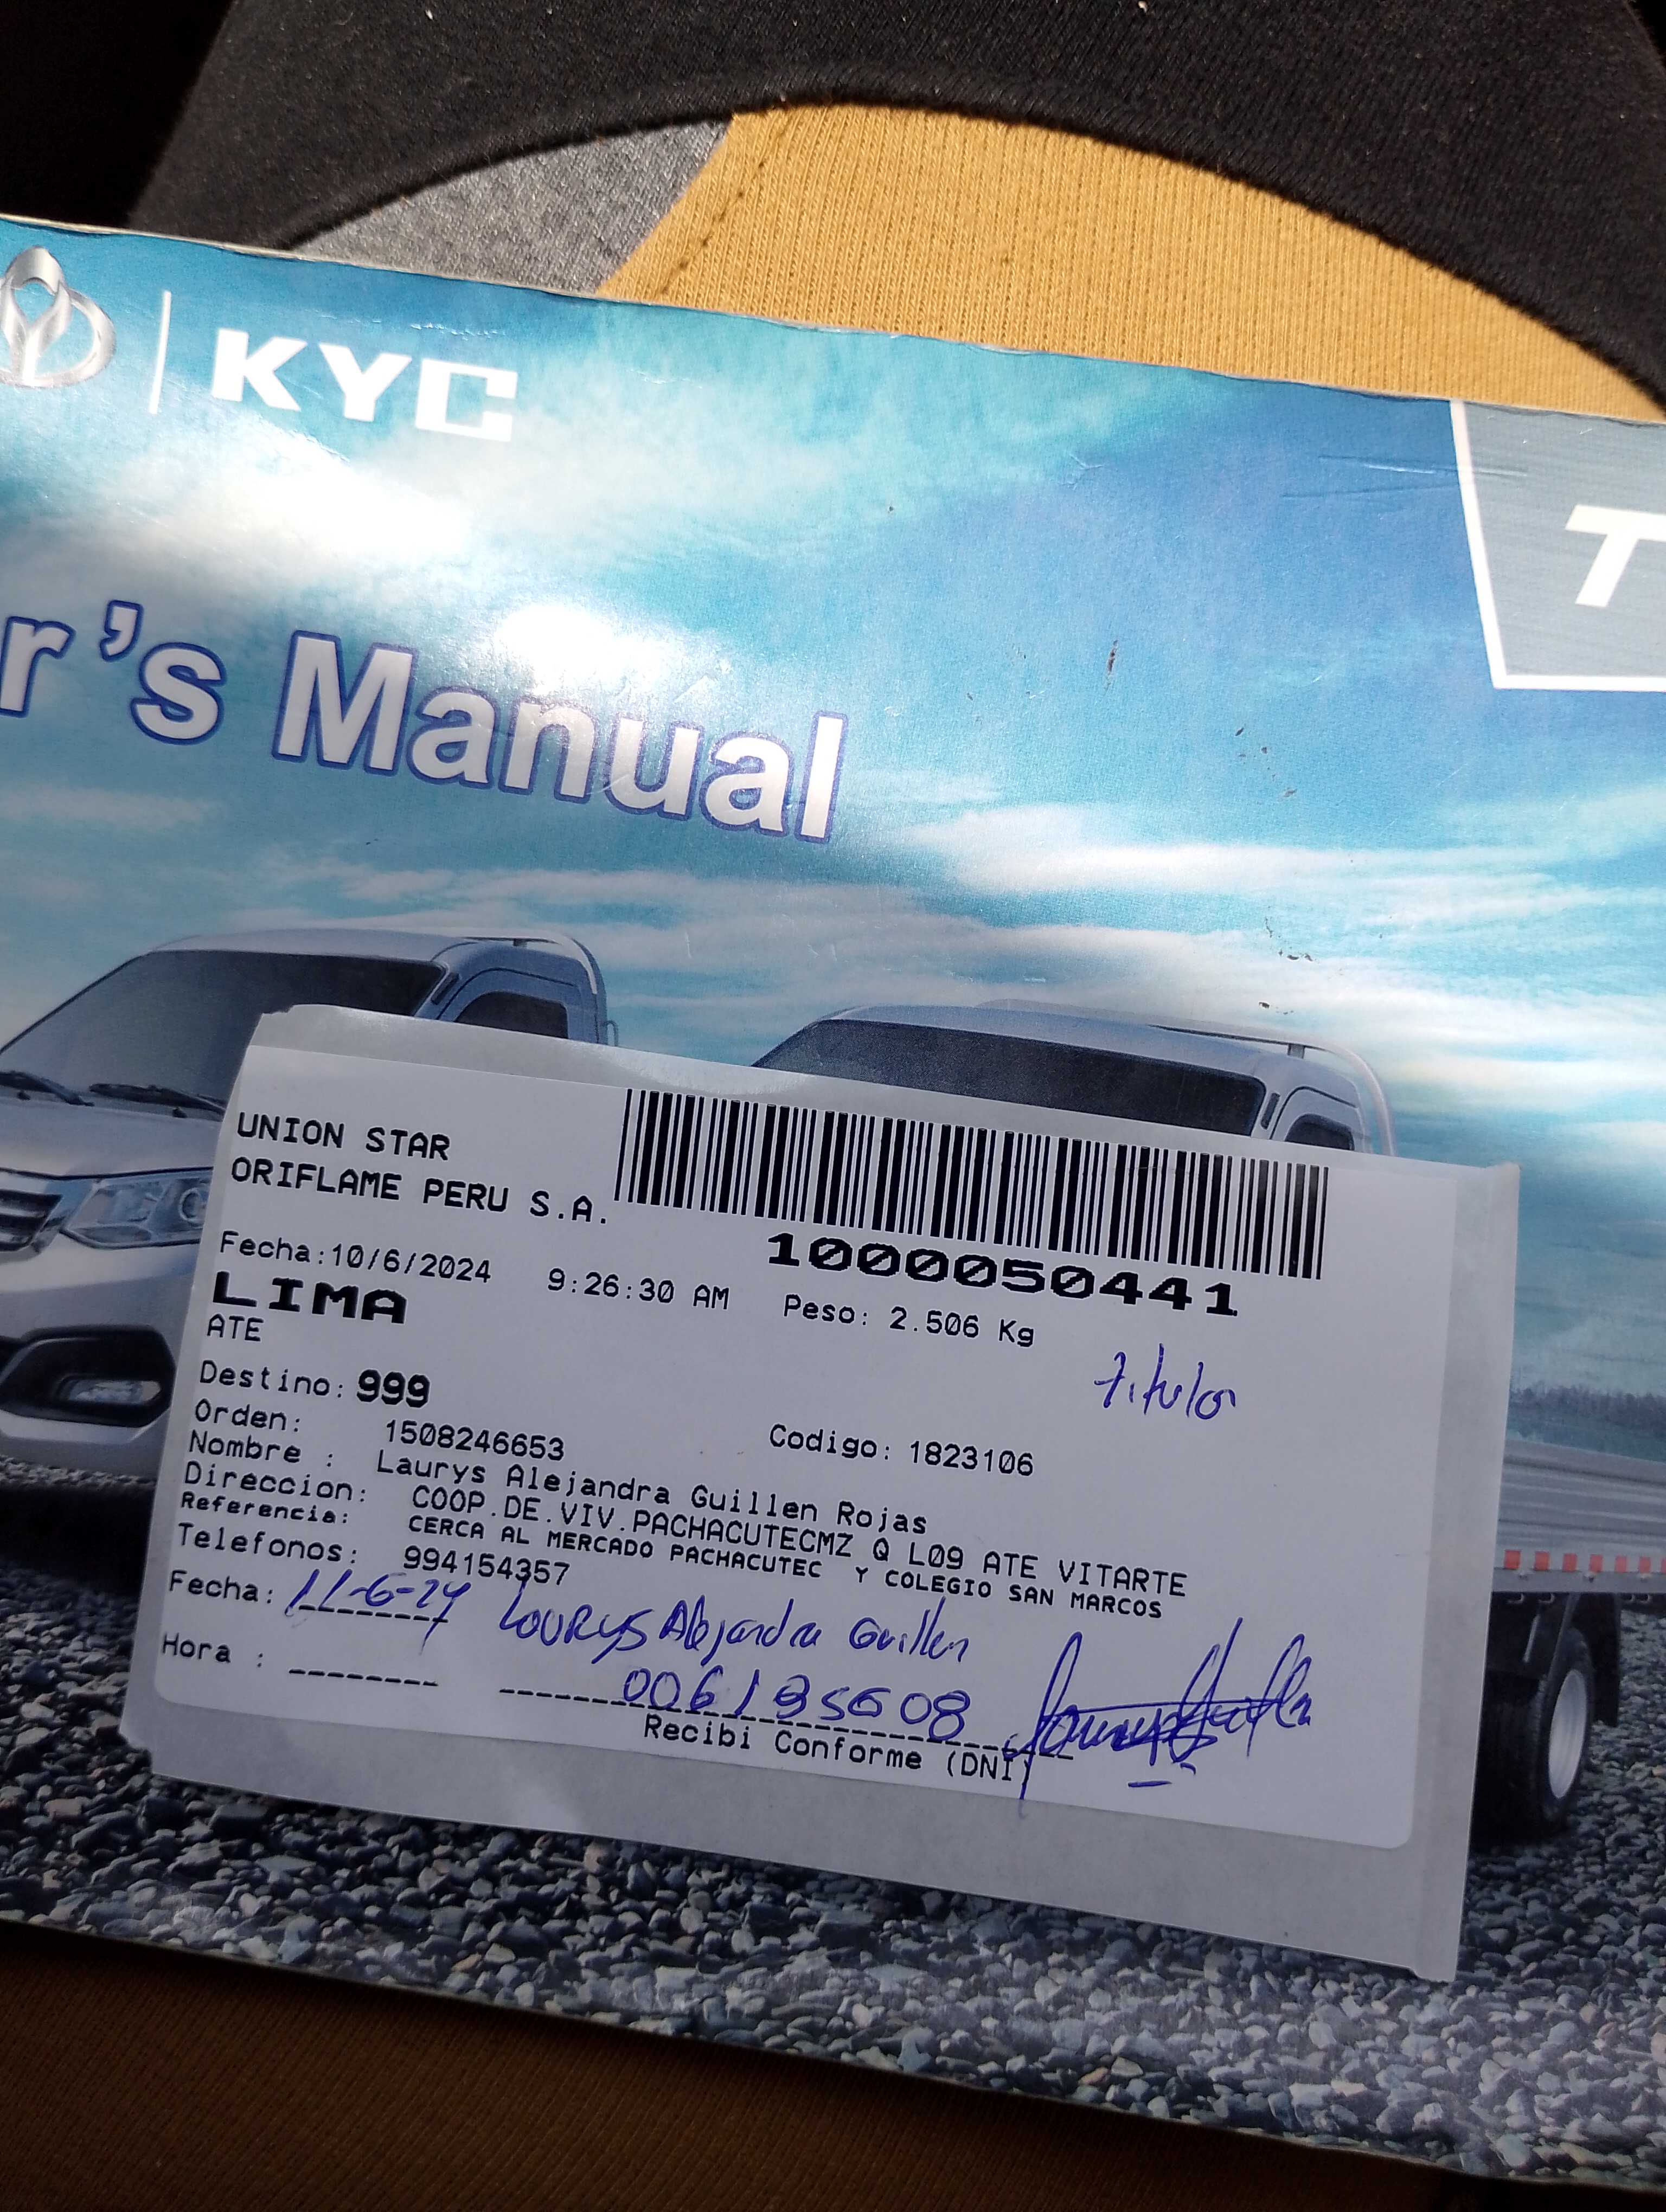 KYC
T
r's Manual
UNION STAR
ORIFLAME PERU S.A.
1000050441
Fecha:10/6/2024 9:26:30 AM Peso: 2.506 Kg
LIMA
ATE
Titular
Destino: 999
Orden: 1508246653 Codigo: 1823106
Nombre : Laurys Alejandra Guillen Rojas
Direccion: COOP.DE.VIV.PACHACUTECMZ Q L09 ATE VITARTE
Referencia: CERCA AL MERCADO PACHACUTEC Y COLEGIO SAN MARCOS
Telefonos: 994154357
Fecha: 11-6-24 Laurys Alejandra Guillen
Hora :
Recibi Conforme (DNI)